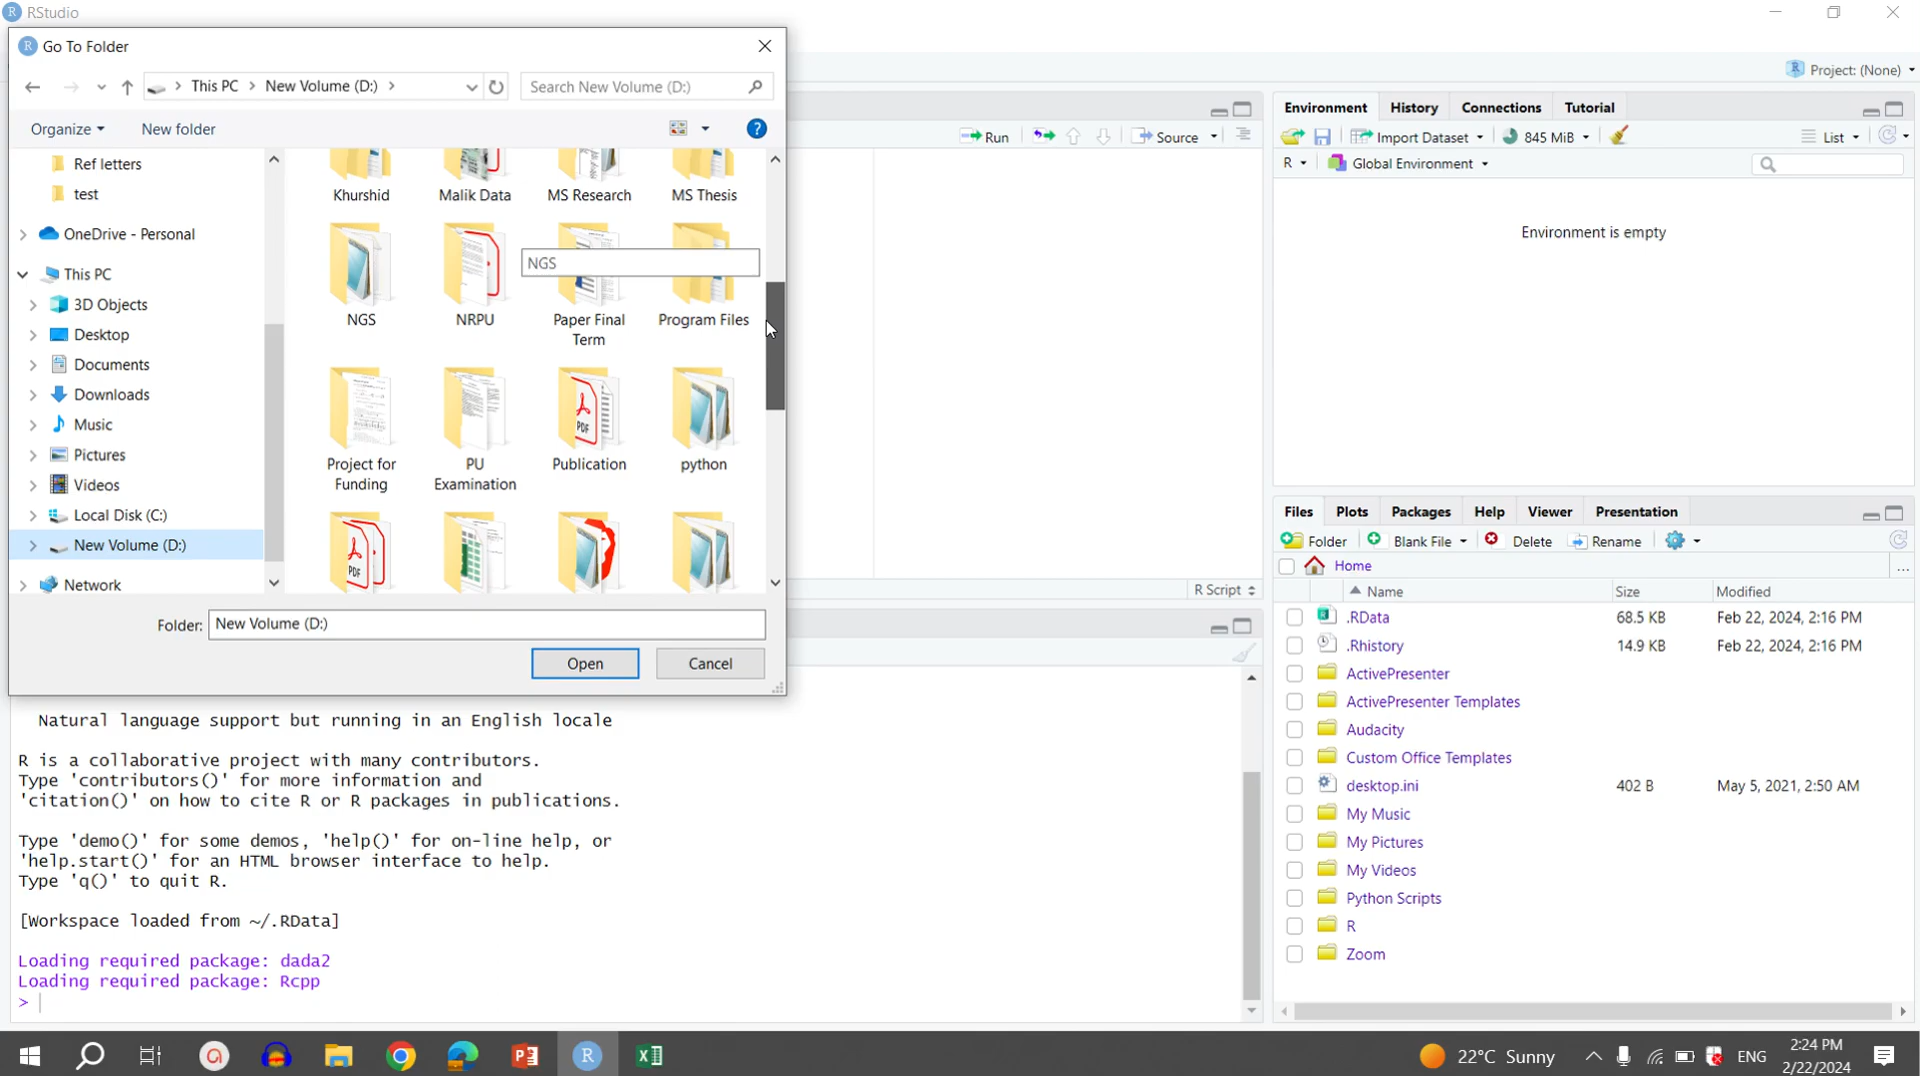 RStudio
Go To Folder
This PC > New Volume (D:) >
Search New Volume (D:)
Organize
New folder
Ref letters
test
OneDrive - Personal
This PC
3D Objects
Desktop
Documents
Downloads
Music
Pictures
Videos
Local Disk (C:)
New Volume (D:)
Network
Khurshid
Malik Data
MS Research
MS Thesis
NGS
NGS
NRPU
Paper Final
Term
Program Files
Project for
Funding
PU
Examination
Publication
python
Folder: New Volume (D:)
Open
Cancel
Run
Source
R Script
Project: (None)
Environment
History
Connections
Tutorial
Import Dataset
845 MiB
List
R
Global Environment
Environment is empty
Files
Plots
Packages
Help
Viewer
Presentation
Folder
Blank File
Delete
Rename
Home
...
Name
Size
Modified
.RData 68.5 KB Feb 22, 2024, 2:16 PM
.Rhistory 14.9 KB Feb 22, 2024, 2:16 PM
ActivePresenter
ActivePresenter Templates
Audacity
Custom Office Templates
desktop.ini 402 B May 5, 2021, 2:50 AM
My Music
My Pictures
My Videos
Python Scripts
R
Zoom
Natural language support but running in an English locale
R is a collaborative project with many contributors.
Type 'contributors()' for more information and
'citation()' on how to cite R or R packages in publications.
Type 'demo()' for some demos, 'help()' for on-line help, or
'help.start()' for an HTML browser interface to help.
Type 'q()' to quit R.
[Workspace loaded from ~/.RData]
Loading required package: dada2
Loading required package: Rcpp
>
22°C Sunny
ENG
2:24 PM
2/22/2024